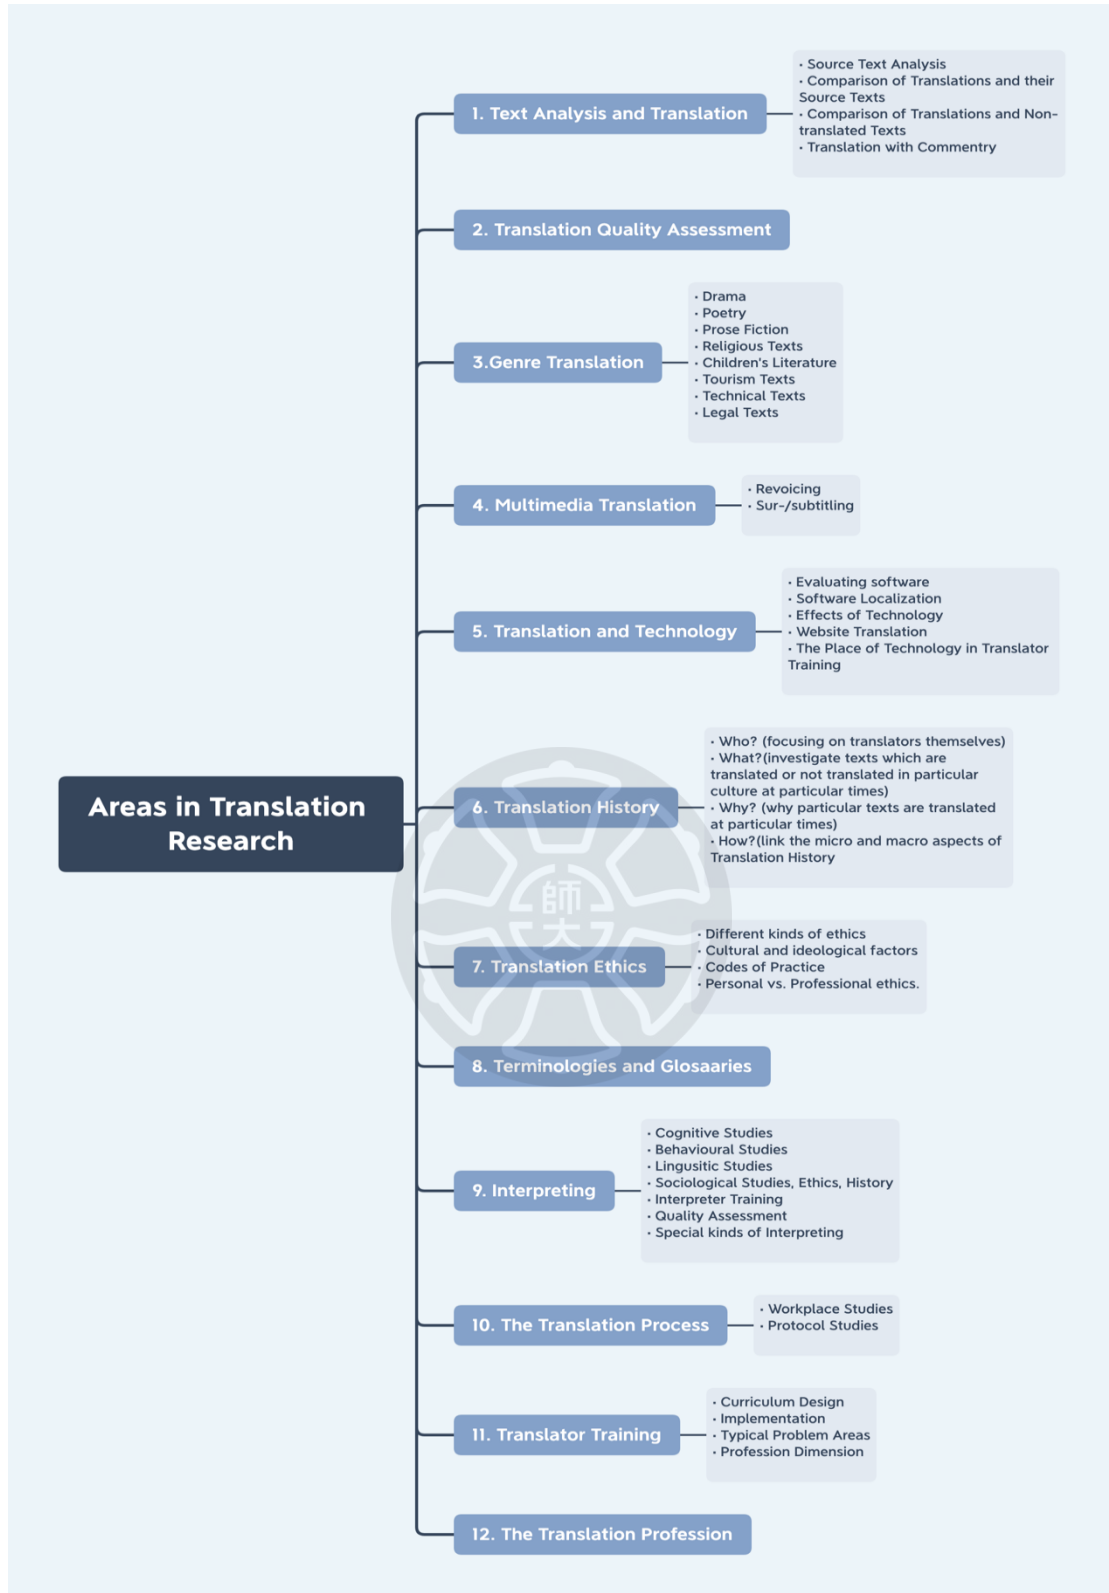 Areas in Translation
Research
1. Text Analysis and Translation
· Source Text Analysis
· Comparison of Translations and their
Source Texts
· Comparison of Translations and Non-
translated Texts
· Translation with Commentry
2. Translation Quality Assessment
3.Genre Translation
· Drama
· Poetry
· Prose Fiction
· Religious Texts
· Children's Literature
· Tourism Texts
· Technical Texts
· Legal Texts
4. Multimedia Translation
· Revoicing
· Sur-/subtitling
5. Translation and Technology
· Evaluating software
· Software Localization
· Effects of Technology
· Website Translation
· The Place of Technology in Translator
Training
6. Translation History
· Who? (focusing on translators themselves)
· What?(investigate texts which are
translated or not translated in particular
culture at particular times)
· Why? (why particular texts are translated
at particular times)
· How?(link the micro and macro aspects of
Translation History
師
大
7. Translation Ethics
· Different kinds of ethics
· Cultural and ideological factors
· Codes of Practice
· Personal vs. Professional ethics.
8. Terminologies and Glosaaries
9. Interpreting
· Cognitive Studies
· Behavioural Studies
· Lingusitic Studies
· Sociological Studies, Ethics, History
· Interpreter Training
· Quality Assessment
· Special kinds of Interpreting
10. The Translation Process
· Workplace Studies
· Protocol Studies
11. Translator Training
· Curriculum Design
· Implementation
· Typical Problem Areas
· Profession Dimension
12. The Translation Profession